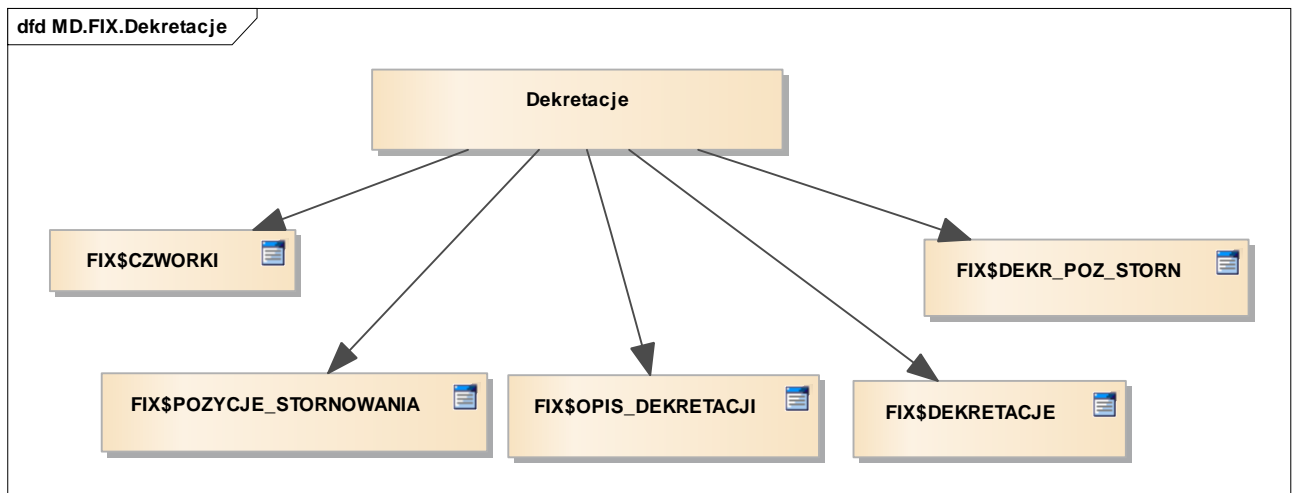 dfd MD.FIX.Dekretacje
Dekretacje
FIX$CZWORKI
FIX$DEKR_POZ_STORN
FIX$POZYCJE_STORNOWANIA
FIX$OPIS_DEKRETACJI
FIX$DEKRETACJE